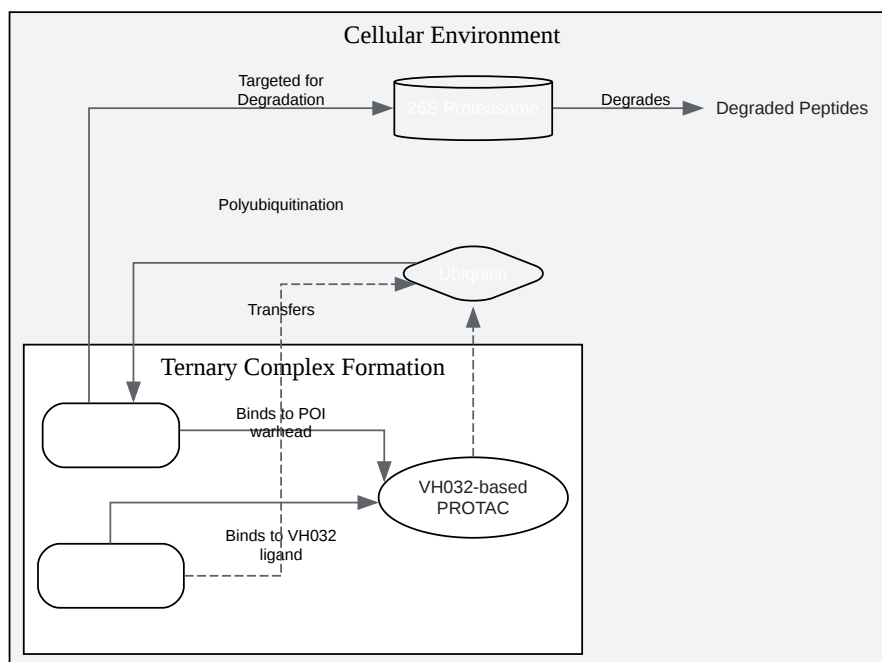 Cellular Environment
Targeted for
Degradation
26S Proteasome
Degrades
Degraded Peptides
Polyubiquitination
Ubiquitin
Transfers
Ternary Complex Formation
Binds to POI
warhead
VH032-based
PROTAC
Binds to VH032
ligand